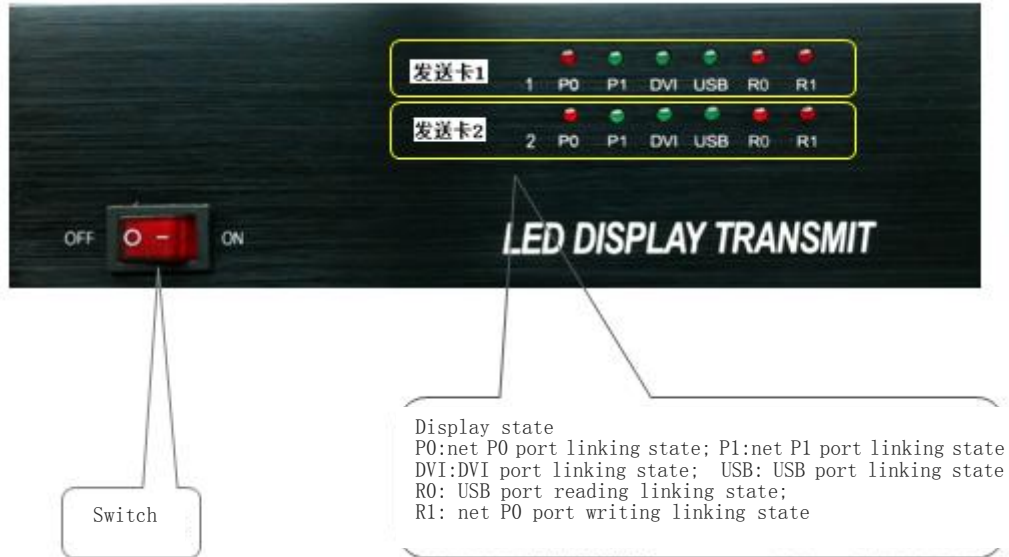 发送卡1
1 P0 P1 DVI USB R0 R1
发送卡2
2 P0 P1 DVI USB R0 R1
OFF O - ON
LED DISPLAY TRANSMIT
Switch
Display state
P0:net P0 port linking state; P1:net P1 port linking state
DVI:DVI port linking state; USB: USB port linking state
R0: USB port reading linking state;
R1: net P0 port writing linking state